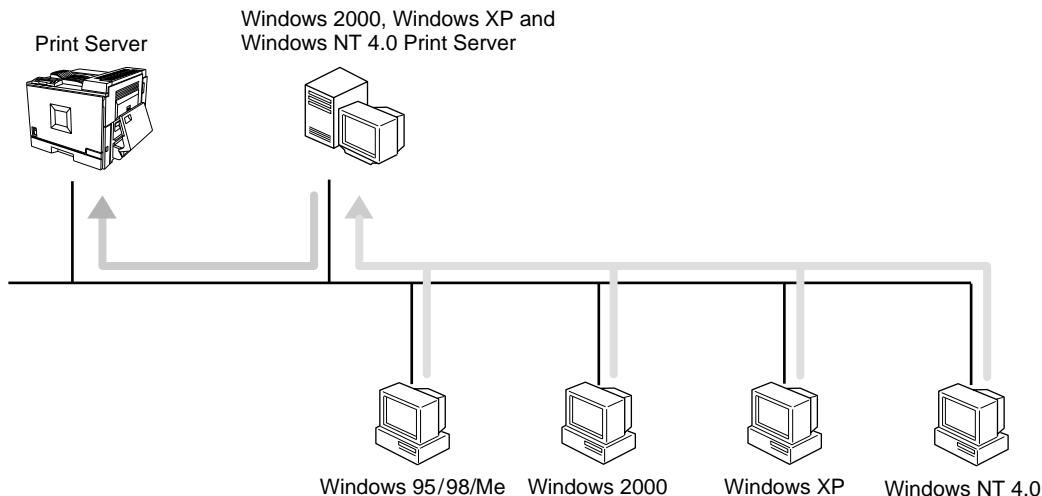 Windows 2000, Windows XP and
Windows NT 4.0 Print Server
Print Server
Windows 95/98/Me
Windows 2000
Windows XP
Windows NT 4.0